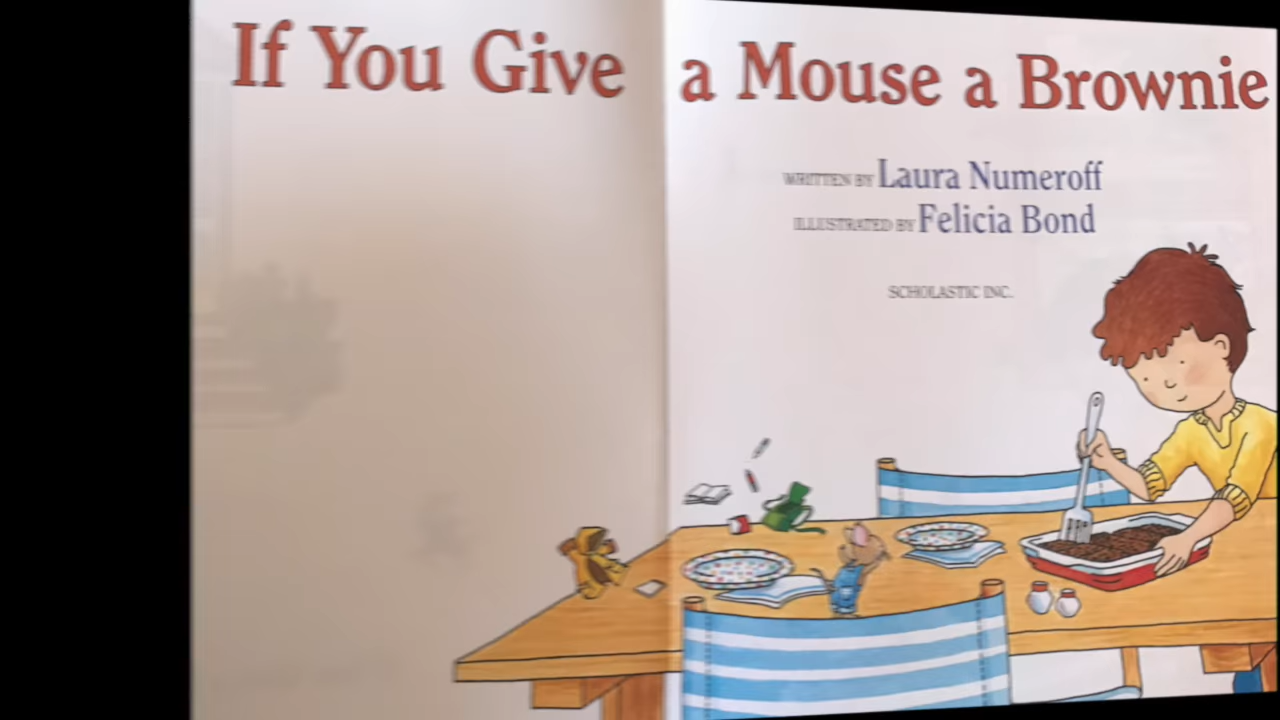 If You Give a Mouse a Brownie
WRITTEN BY Laura Numeroff
ILLUSTRATED BY Felicia Bond
SCHOLASTIC INC.